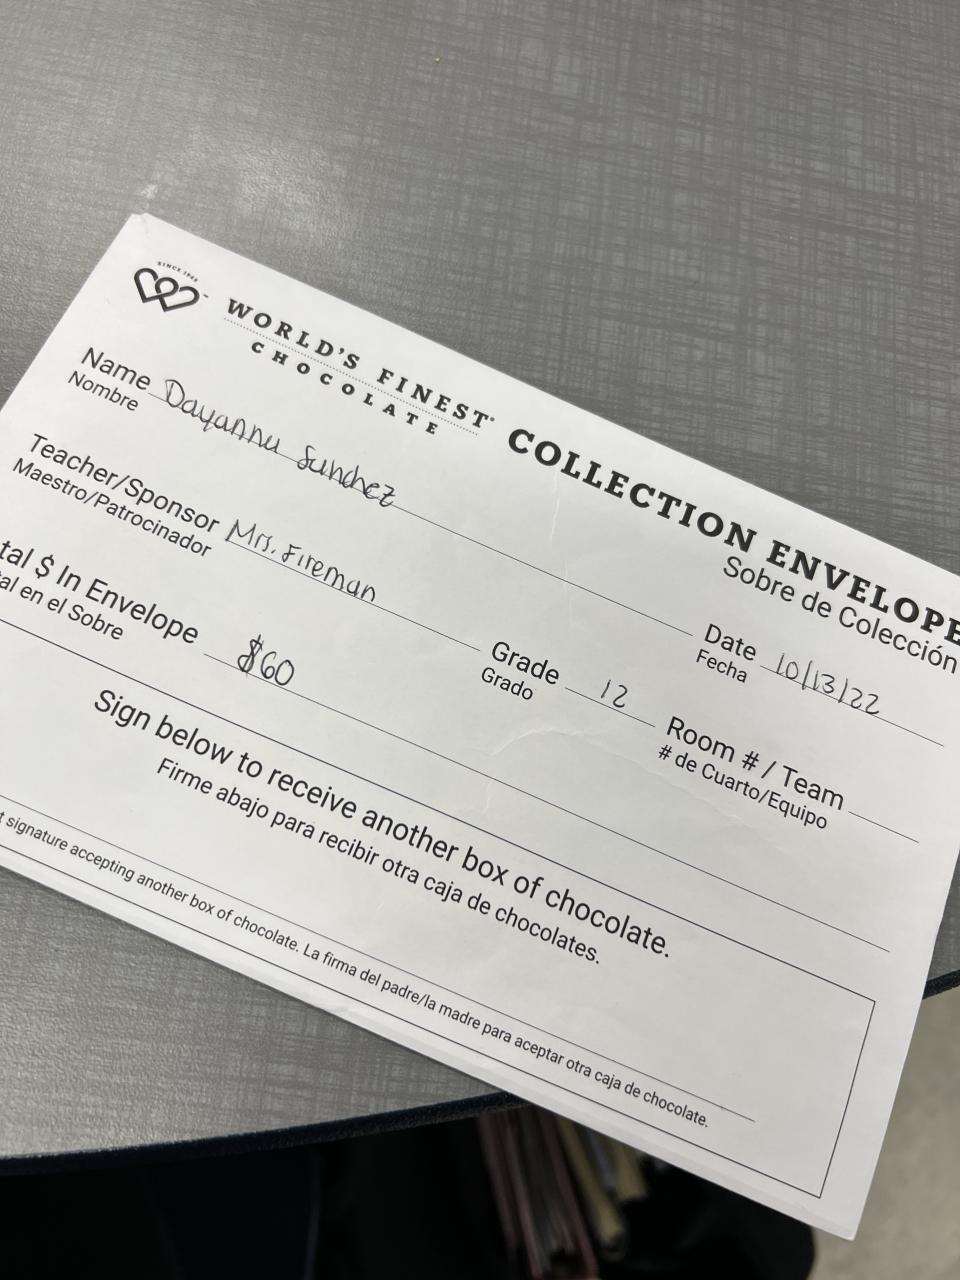 SINCE 1949
WORLD'S FINEST®
CHOCOLATE
COLLECTION ENVELOPE
Sobre de Colección
Name Dayanna Sanchez
Nombre
Date 10/13/22
Fecha
Teacher/Sponsor Mrs. Fireman
Maestro/Patrocinador
Grade 12
Grado
Room # / Team
# de Cuarto/Equipo
tal $ In Envelope $60
al en el Sobre
Sign below to receive another box of chocolate.
Firme abajo para recibir otra caja de chocolates.
t signature accepting another box of chocolate. La firma del padre/la madre para aceptar otra caja de chocolate.